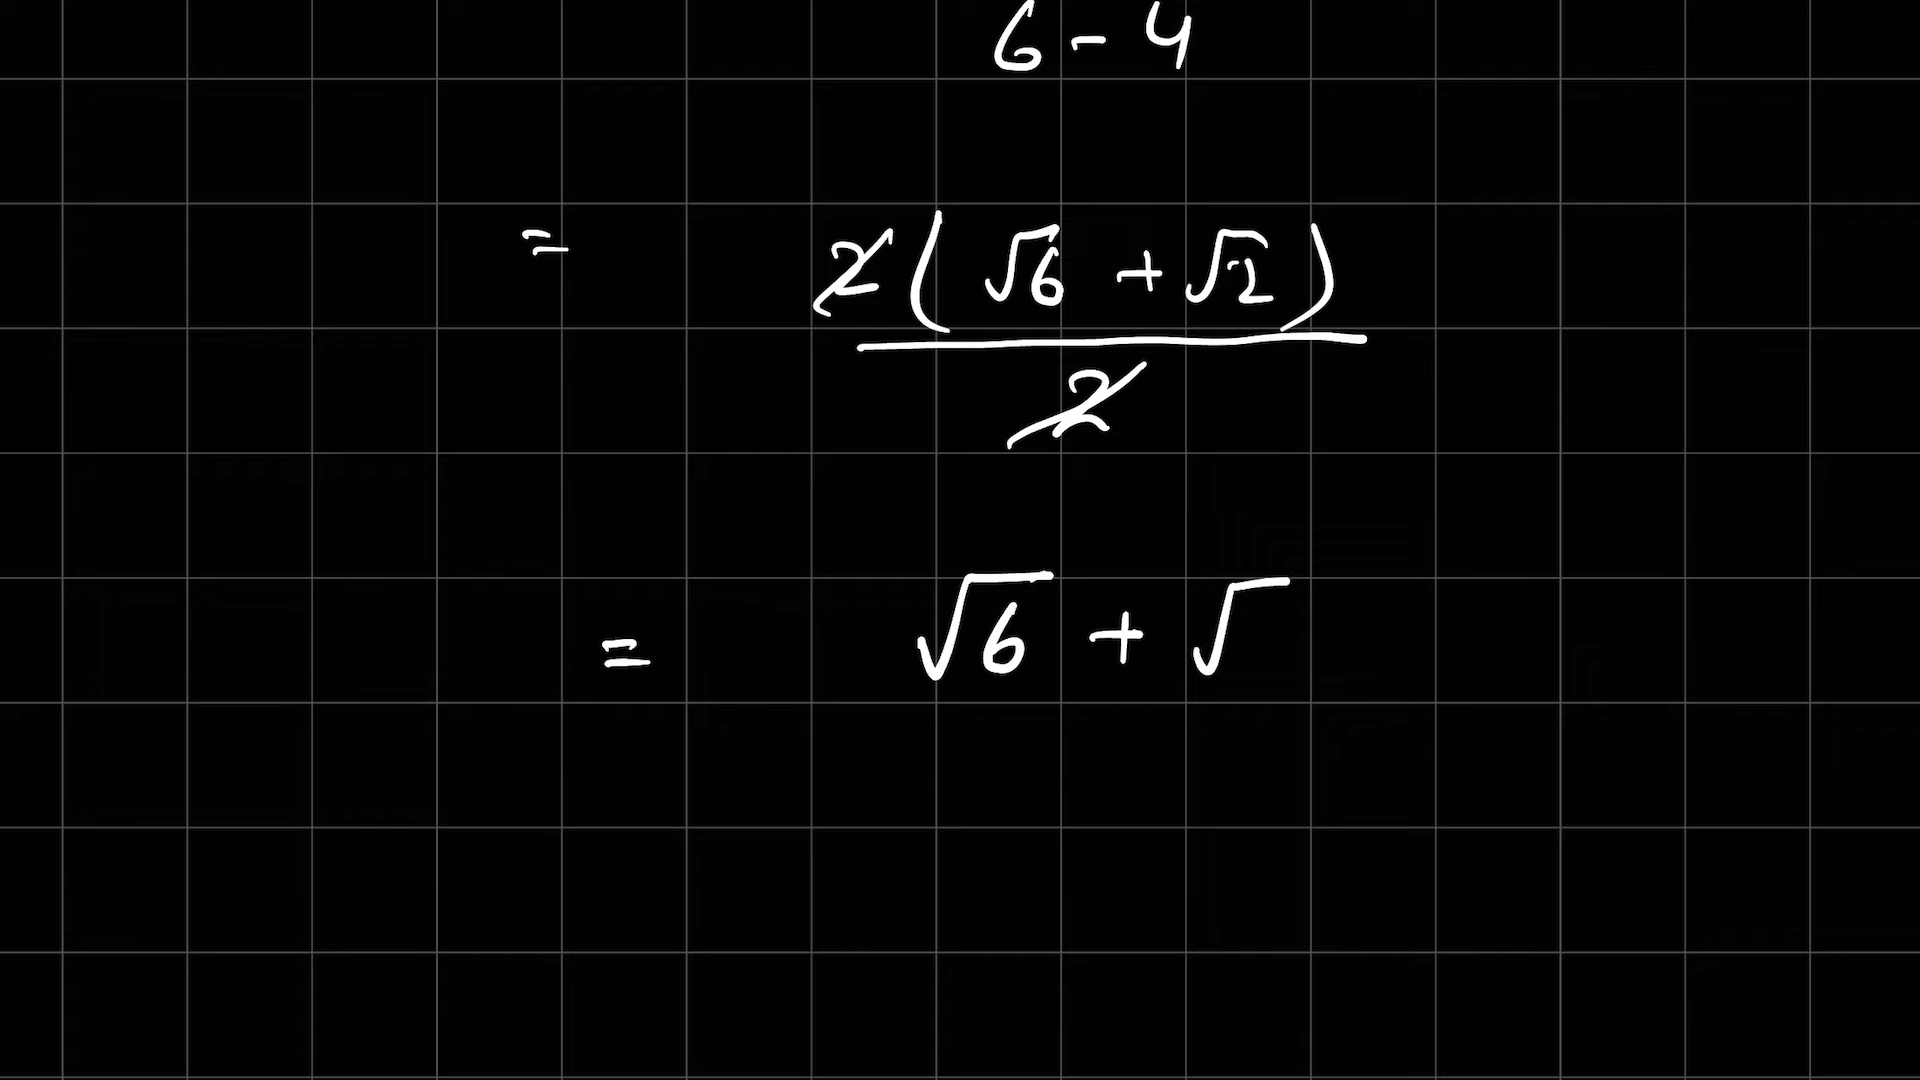 6 - 4
= 2(√6 + √2)
2
= √6 + √